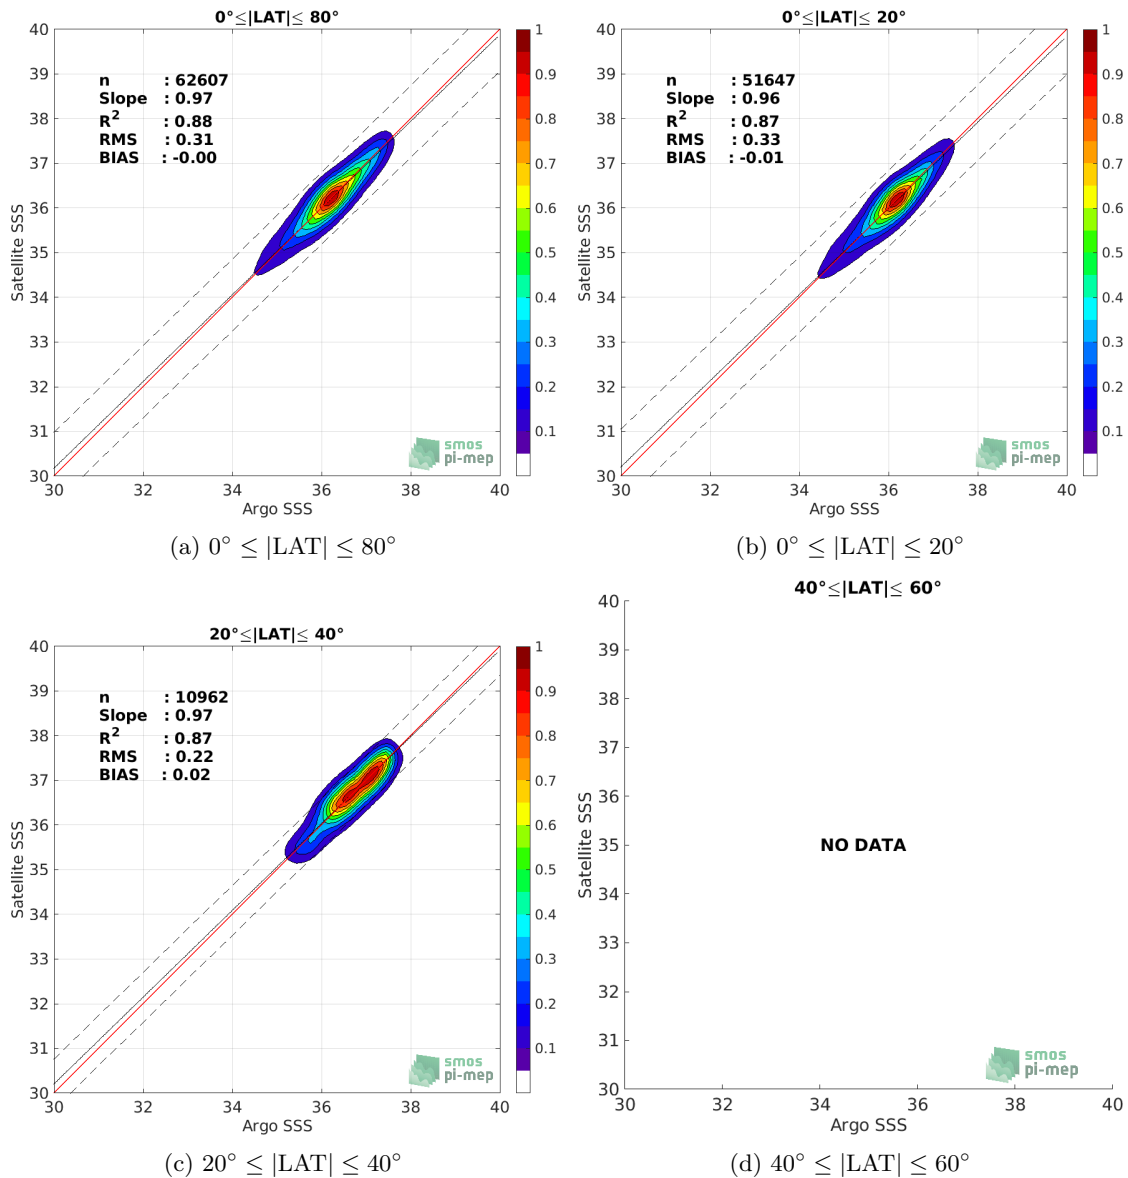 0°≤|LAT|≤ 80°
40
39
38
37
36
35
34
33
32
31
30
30
32
34
36
38
40
Satellite SSS
Argo SSS
n : 62607
Slope : 0.97
R2 : 0.88
RMS : 0.31
BIAS : -0.00
1
0.9
0.8
0.7
0.6
0.5
0.4
0.3
0.2
0.1
smos
pi-mep
(a) 0° ≤ |LAT| ≤ 80°
0°≤|LAT|≤ 20°
40
39
38
37
36
35
34
33
32
31
30
30
32
34
36
38
40
Satellite SSS
Argo SSS
n : 51647
Slope : 0.96
R2 : 0.87
RMS : 0.33
BIAS : -0.01
1
0.9
0.8
0.7
0.6
0.5
0.4
0.3
0.2
0.1
smos
pi-mep
(b) 0° ≤ |LAT| ≤ 20°
20°≤|LAT|≤ 40°
40
39
38
37
36
35
34
33
32
31
30
30
32
34
36
38
40
Satellite SSS
Argo SSS
n : 10962
Slope : 0.97
R2 : 0.87
RMS : 0.22
BIAS : 0.02
1
0.9
0.8
0.7
0.6
0.5
0.4
0.3
0.2
0.1
smos
pi-mep
(c) 20° ≤ |LAT| ≤ 40°
40°≤|LAT|≤ 60°
40
39
38
37
36
35
34
33
32
31
30
30
32
34
36
38
40
Satellite SSS
Argo SSS
NO DATA
smos
pi-mep
(d) 40° ≤ |LAT| ≤ 60°